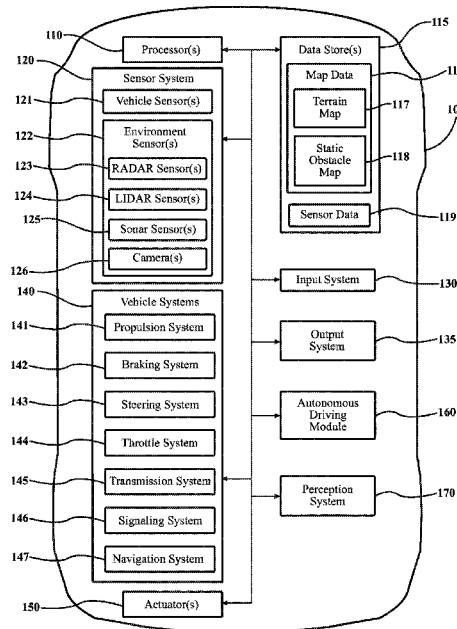 110
Processor(s)
120
Sensor System
121
Vehicle Sensor(s)
122
Environment
Sensor(s)
123
RADAR Sensor(s)
124
LIDAR Sensor(s)
125
Sonar Sensor(s)
126
Camera(s)
140
Vehicle Systems
141
Propulsion System
142
Braking System
143
Steering System
144
Throttle System
145
Transmission System
146
Signaling System
147
Navigation System
150
Actuator(s)
Data Store(s)
115
Map Data
11
Terrain
Map
117
10
Static
Obstacle
Map
118
Sensor Data
119
Input System
130
Output
System
135
Autonomous
Driving
Module
160
Perception
System
170